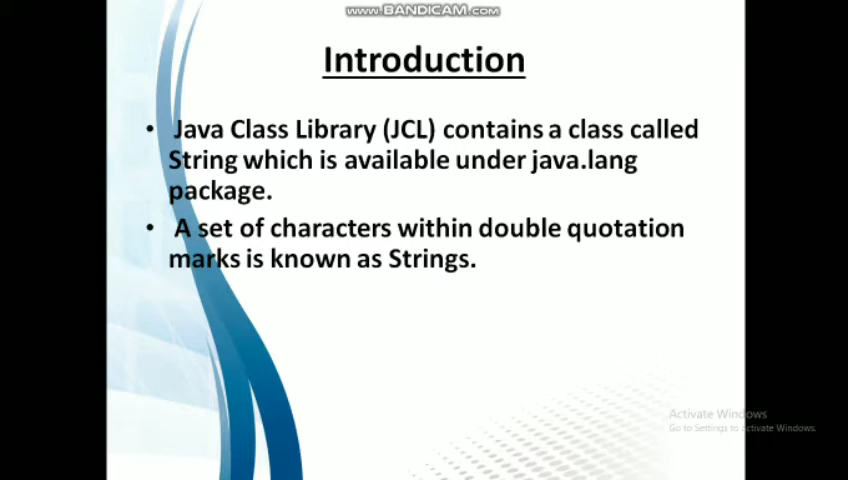 www.BANDICAM.com
Introduction
• Java Class Library (JCL) contains a class called
String which is available under java.lang
package.
• A set of characters within double quotation
marks is known as Strings.
Activate Windows
Go to Settings to activate Windows.